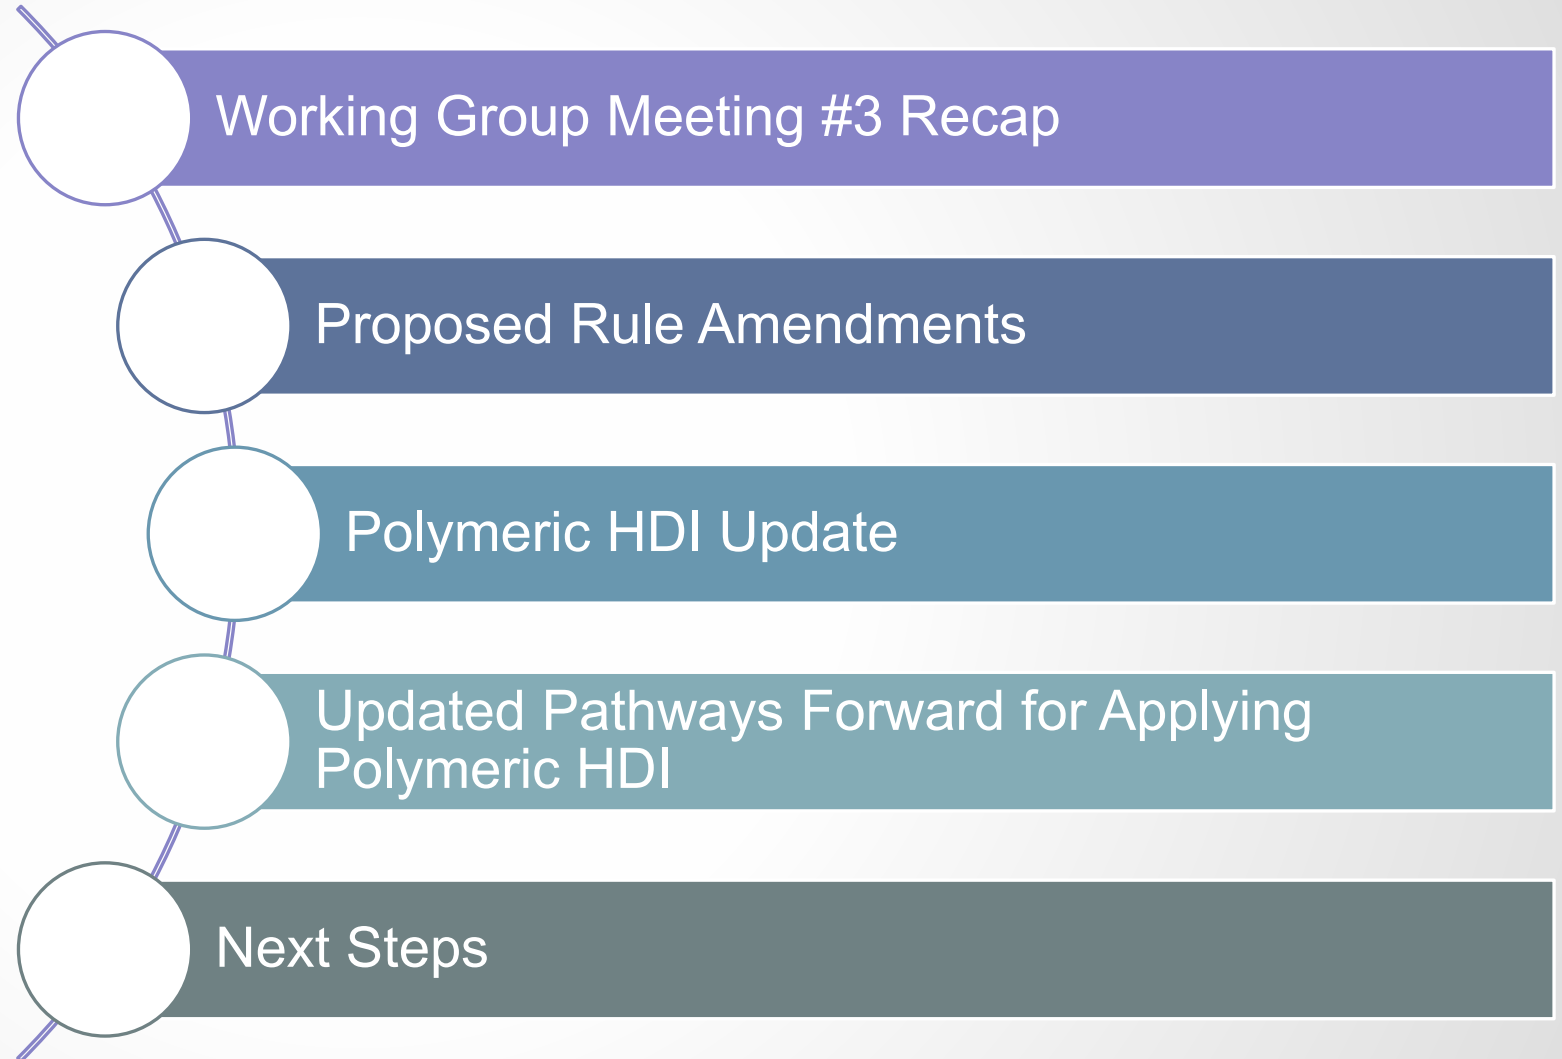 Working Group Meeting #3 Recap
Proposed Rule Amendments
Polymeric HDI Update
Updated Pathways Forward for Applying
Polymeric HDI
Next Steps